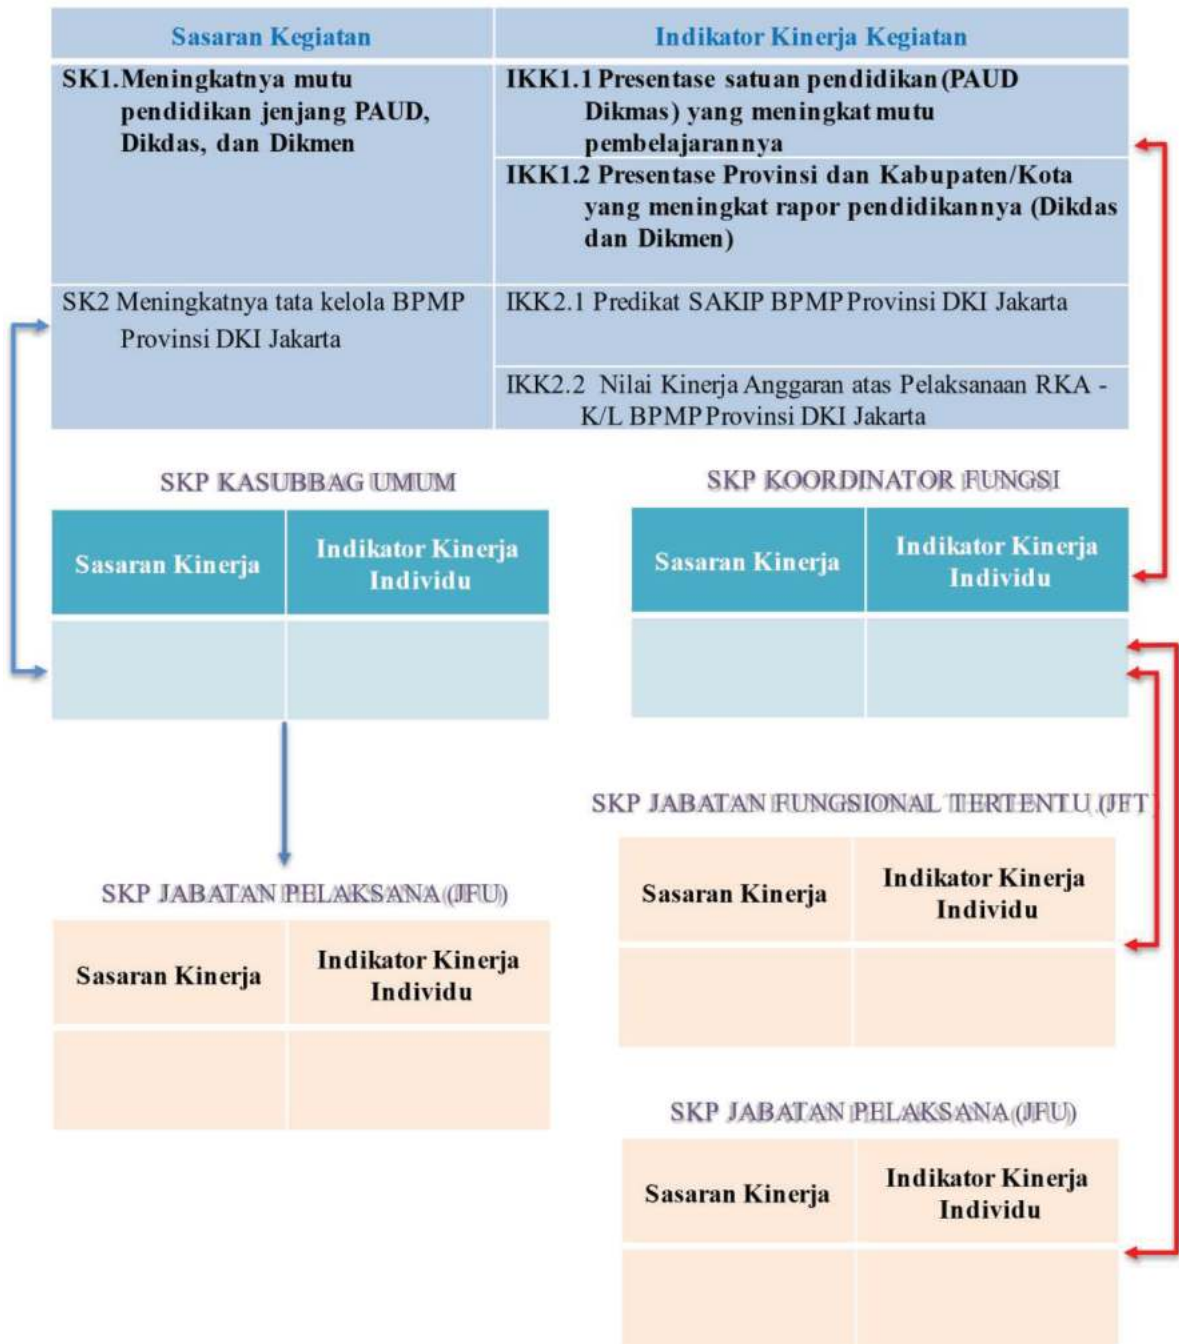 Sasaran Kegiatan
Indikator Kinerja Kegiatan
SK1.Meningkatnya mutu
pendidikan jenjang PAUD,
Dikdas, dan Dikmen
IKK1.1 Presentase satuan pendidikan (PAUD
Dikmas) yang meningkat mutu
pembelajarannya
IKK1.2 Presentase Provinsi dan Kabupaten/Kota
yang meningkat rapor pendidikannya (Dikdas
dan Dikmen)
SK2 Meningkatnya tata kelola BPMP
Provinsi DKI Jakarta
IKK2.1 Predikat SAKIP BPMP Provinsi DKI Jakarta
IKK2.2 Nilai Kinerja Anggaran atas Pelaksanaan RKA -
K/L BPMP Provinsi DKI Jakarta
SKP KASUBBAG UMUM
Sasaran Kinerja
Indikator Kinerja
Individu
SKP KOORDINATOR FUNGSI
Sasaran Kinerja
Indikator Kinerja
Individu
SKP JABATAN FUNGSIONAL TERTENTU (JFT)
Sasaran Kinerja
Indikator Kinerja
Individu
SKP JABATAN PELAKSANA (JFU)
Sasaran Kinerja
Indikator Kinerja
Individu
SKP JABATAN PELAKSANA (JFU)
Sasaran Kinerja
Indikator Kinerja
Individu